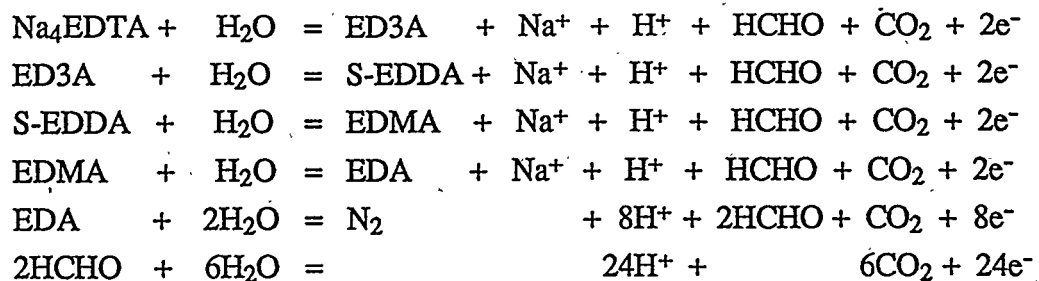 Na₄EDTA + H₂O = ED3A + Na⁺ + H⁺ + HCHO + CO₂ + 2e⁻
ED3A + H₂O = S-EDDA + Na⁺ + H⁺ + HCHO + CO₂ + 2e⁻
S-EDDA + H₂O = EDMA + Na⁺ + H⁺ + HCHO + CO₂ + 2e⁻
EDMA + H₂O = EDA + Na⁺ + H⁺ + HCHO + CO₂ + 2e⁻
EDA + 2H₂O = N₂ + 8H⁺ + 2HCHO + CO₂ + 8e⁻
2HCHO + 6H₂O = 24H⁺ + 6CO₂ + 24e⁻